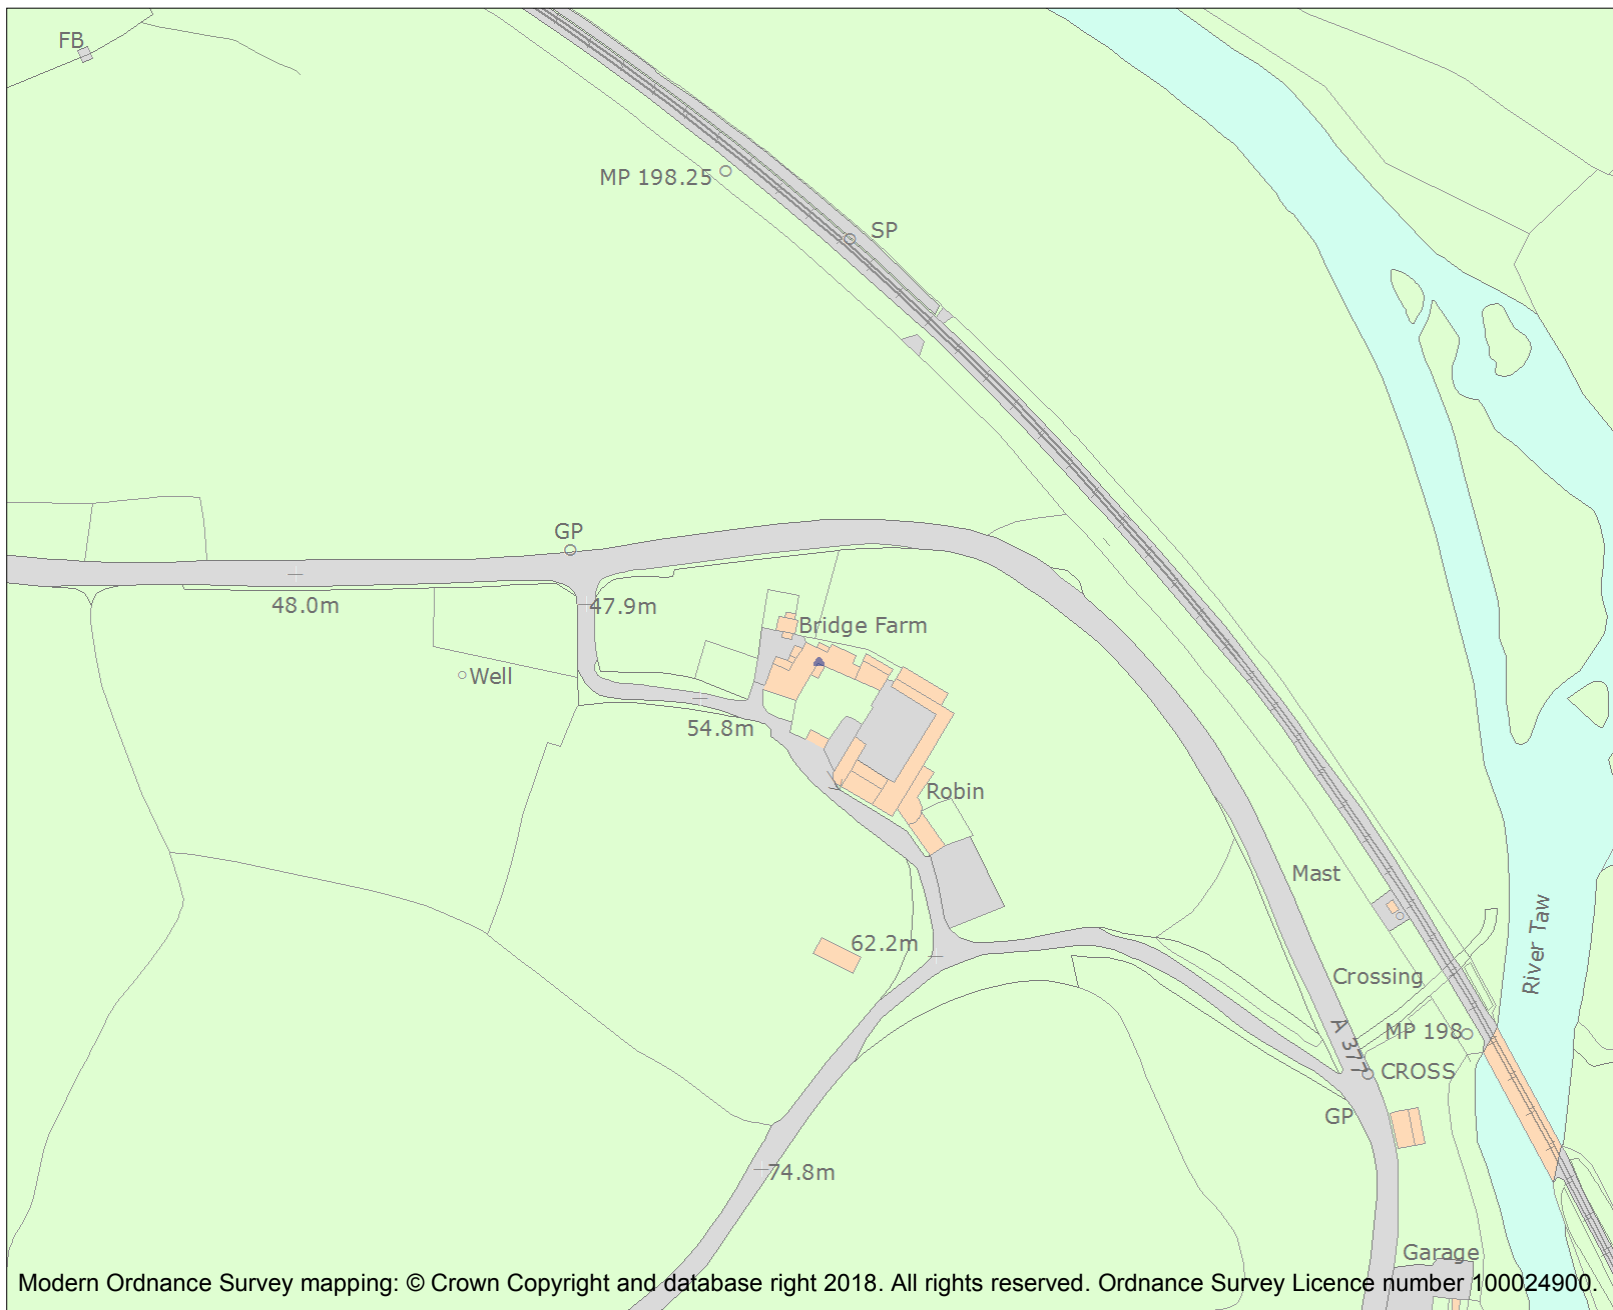 FB
MP 198.25
SP
GP
48.0m
47.9m
Bridge Farm
Well
54.8m
Robin
Mast
62.2m
River Taw
Crossing
A 377
MP 198
CROSS
GP
74.8m
Garage
Modern Ordnance Survey mapping: © Crown Copyright and database right 2018. All rights reserved. Ordnance Survey Licence number 100024900.